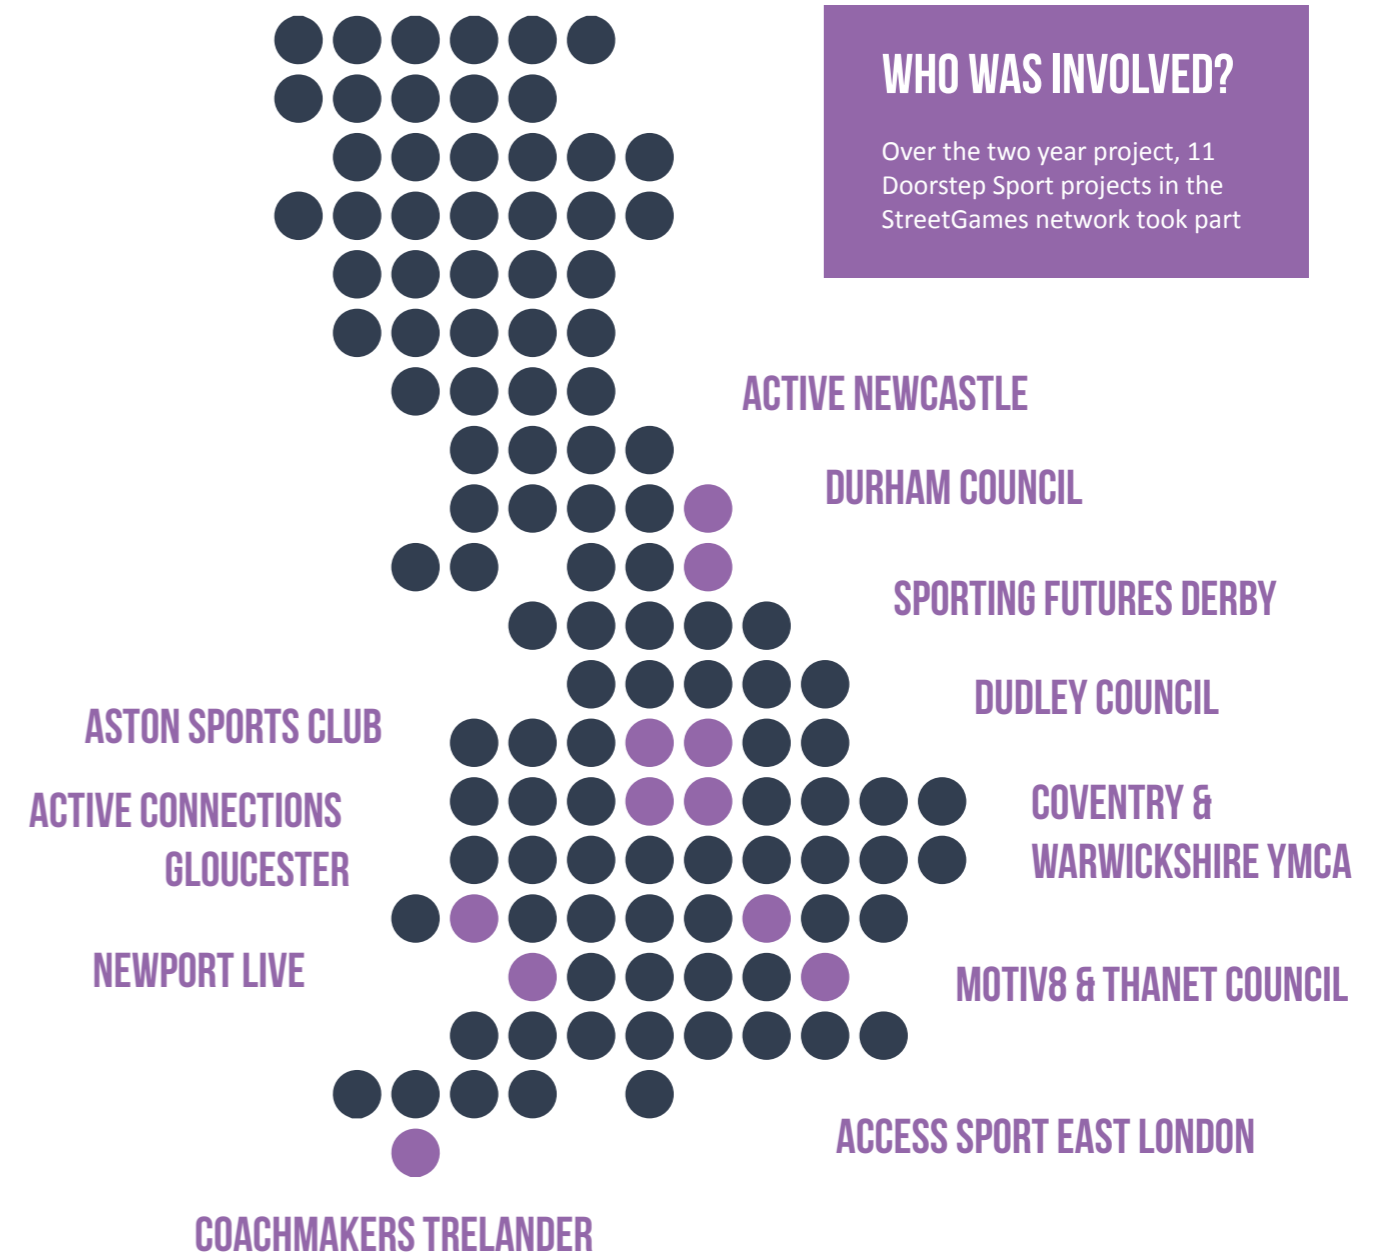 WHO WAS INVOLVED?
Over the two year project, 11
Doorstep Sport projects in the
StreetGames network took part
ACTIVE NEWCASTLE
DURHAM COUNCIL
SPORTING FUTURES DERBY
DUDLEY COUNCIL
ASTON SPORTS CLUB
ACTIVE CONNECTIONS
GLOUCESTER
COVENTRY &
WARWICKSHIRE YMCA
NEWPORT LIVE
MOTIV8 & THANET COUNCIL
ACCESS SPORT EAST LONDON
COACHMAKERS TRELANDER